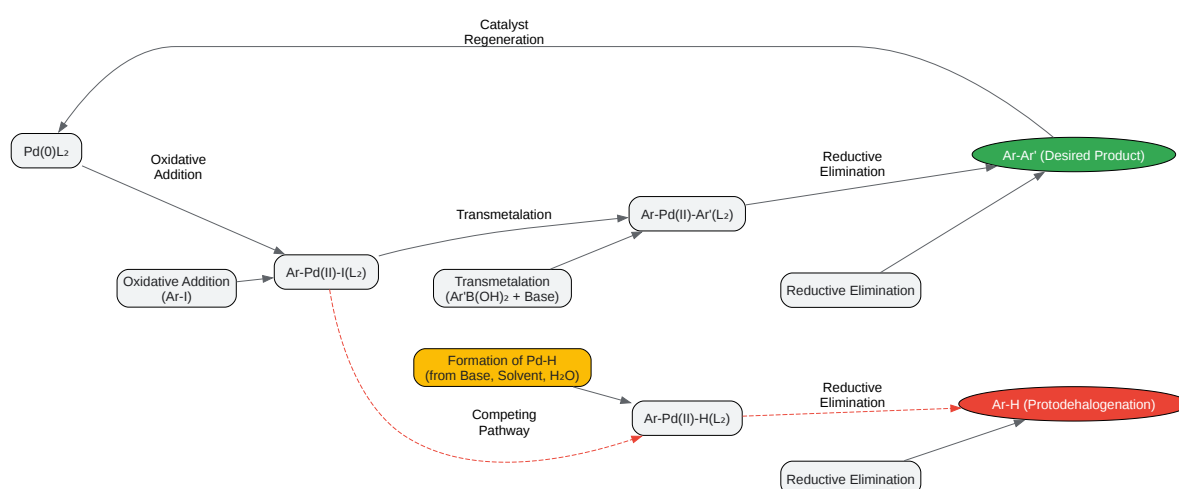 Catalyst
Regeneration
Pd(0)L₂
Oxidative
Addition
Reductive
Elimination
Ar-Ar' (Desired Product)
Transmetalation
Ar-Pd(II)-Ar'(L₂)
Oxidative Addition
(Ar-I)
Ar-Pd(II)-I(L₂)
Transmetalation
(Ar'B(OH)₂ + Base)
Reductive Elimination
Formation of Pd-H
(from Base, Solvent, H₂O)
Competing
Pathway
Ar-Pd(II)-H(L₂)
Reductive
Elimination
Ar-H (Protodehalogenation)
Reductive Elimination